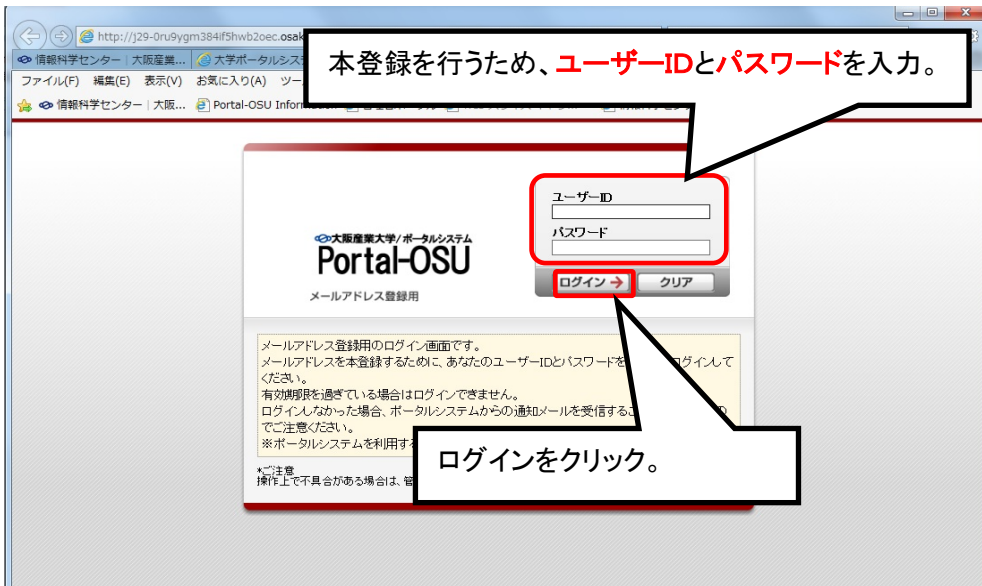 http://j29-0ru9ygm384if5hwb2oec.osak
情報科学センター | 大阪産業...
大学ポータルシス
ファイル(F) 編集(E) 表示(V) お気に入り(A) ツー
情報科学センター | 大阪... Portal-OSU Information
本登録を行うため、ユーザーIDとパスワードを入力。
ユーザーID
パスワード
大阪産業大学/ポータルシステム
Portal-OSU
メールアドレス登録用
ログイン クリア
メールアドレス登録用のログイン画面です。
メールアドレスを本登録するために、あなたのユーザーIDとパスワードを ログインして
ください。
有効期限を過ぎている場合はログインできません。
ログインしなかった場合、ポータルシステムからの通知メールを受信する の
でご注意ください。
※ポータルシステムを利用す
*ご注意
操作上で不具合がある場合は、管
ログインをクリック。